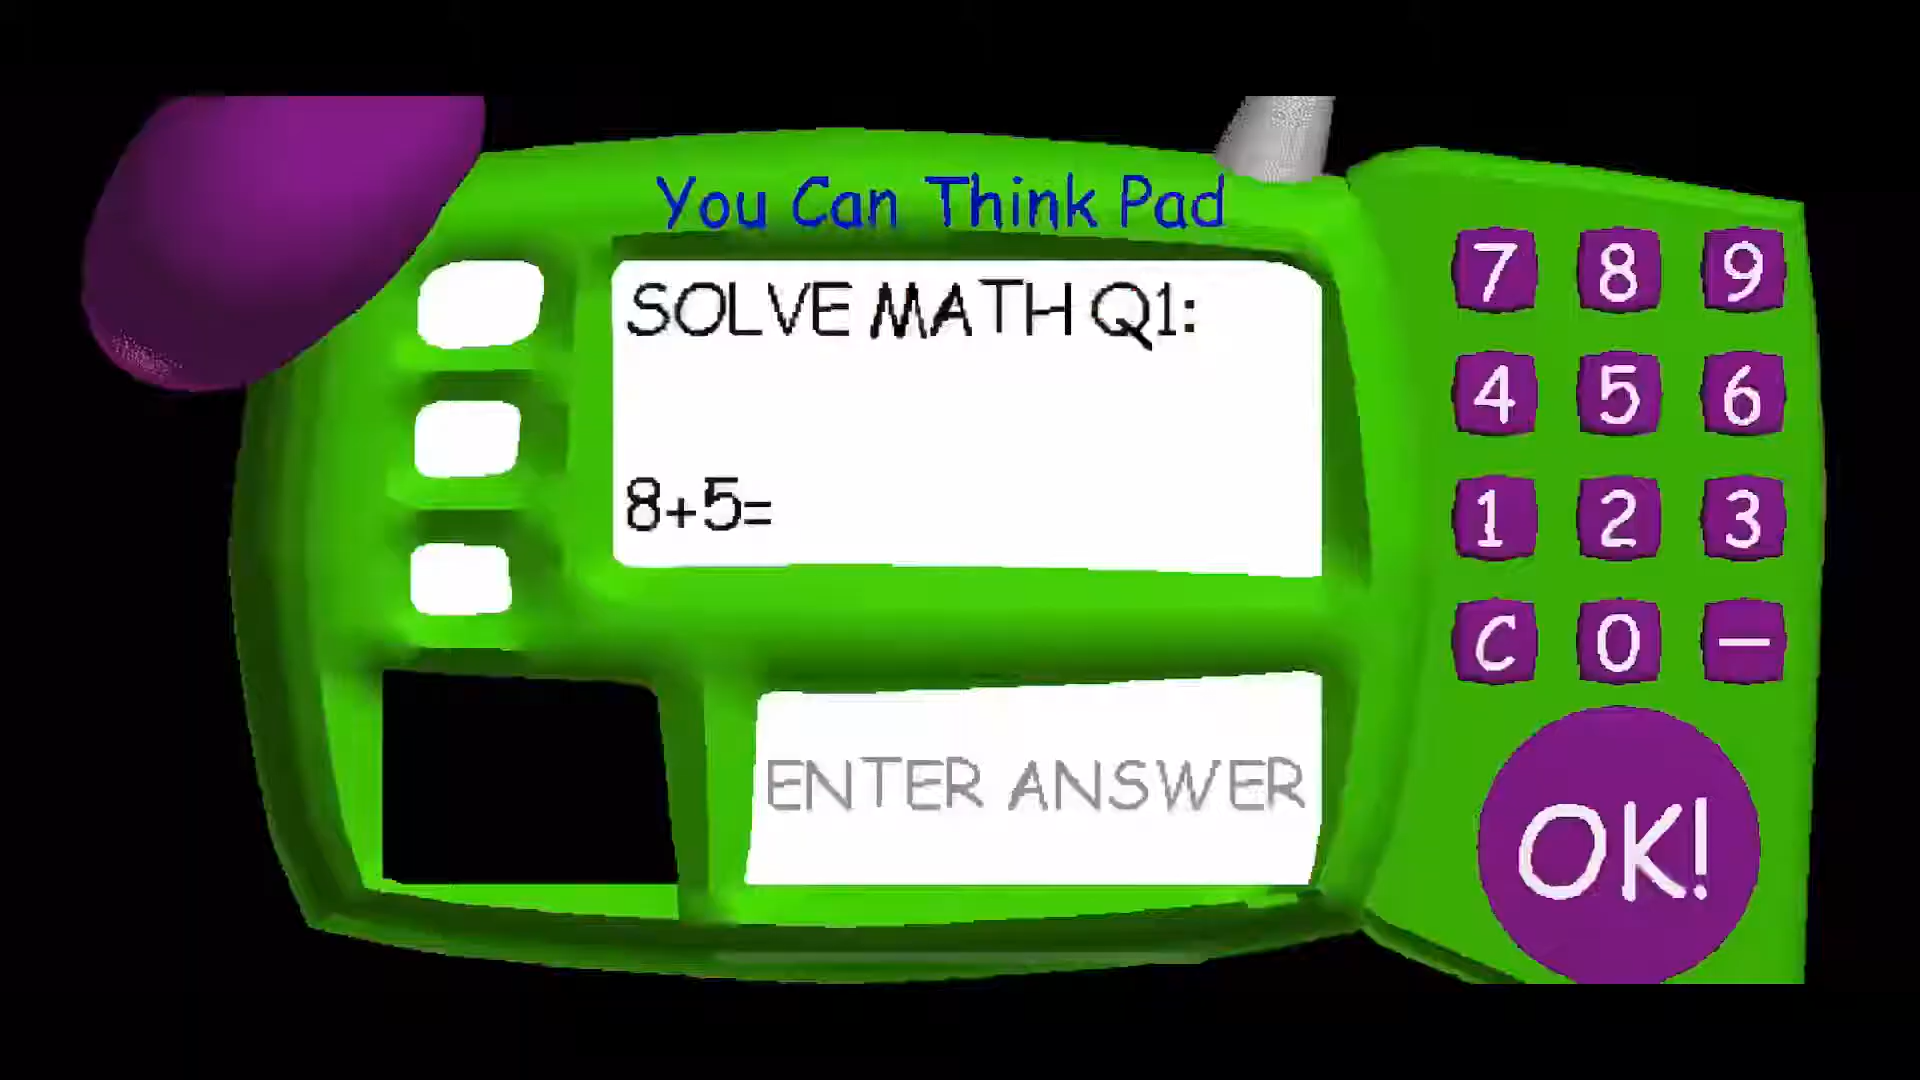 You Can Think Pad
SOLVE MATH Q1:
8+5=
ENTER ANSWER
7 8 9
4 5 6
1 2 3
C 0 −
OK!